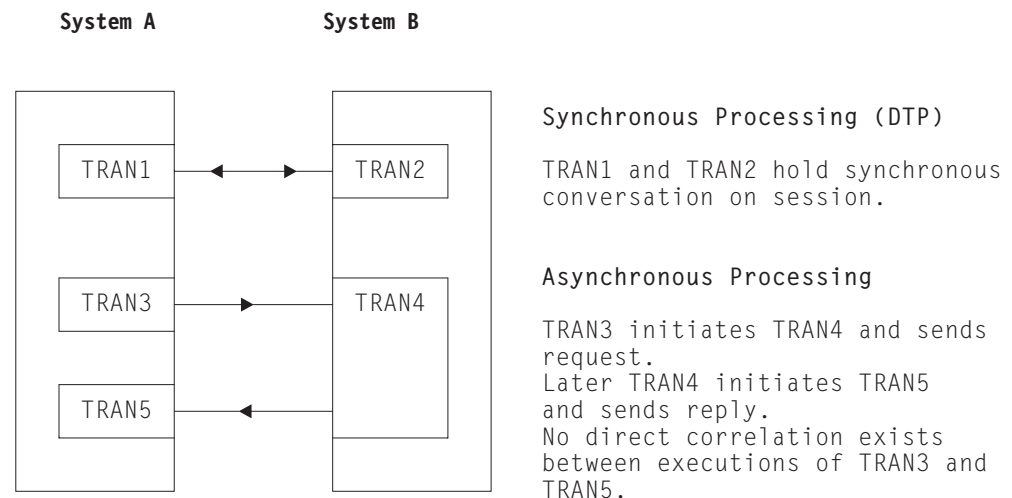 System A System B
Synchronous Processing (DTP)
TRAN1 TRAN2
TRAN1 and TRAN2 hold synchronous
conversation on session.
Asynchronous Processing
TRAN3 TRAN4
TRAN3 initiates TRAN4 and sends
request.
Later TRAN4 initiates TRAN5
TRAN5
and sends reply.
No direct correlation exists
between executions of TRAN3 and
TRAN5.